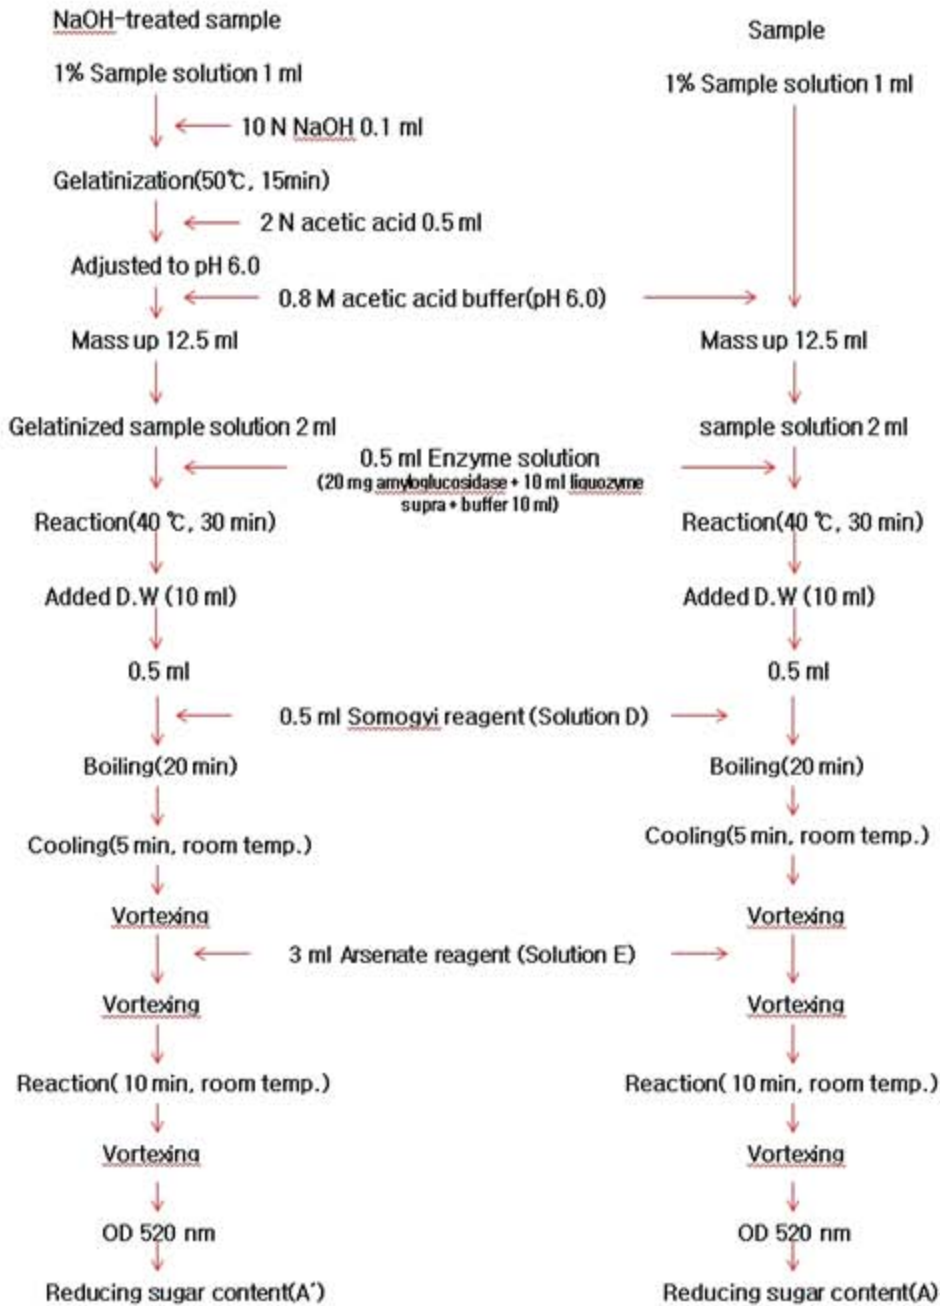 NaOH-treated sample
1% Sample solution 1 ml
10 N NaOH 0.1 ml
Gelatinization(50℃, 15min)
2 N acetic acid 0.5 ml
Adjusted to pH 6.0
0.8 M acetic acid buffer(pH 6.0)
Mass up 12.5 ml
Gelatinized sample solution 2 ml
0.5 ml Enzyme solution
(20 mg amyloglucosidase + 10 ml liquozyme
supra + buffer 10 ml)
Reaction(40 ℃, 30 min)
Added D.W (10 ml)
0.5 ml
0.5 ml Somogyi reagent (Solution D)
Boiling(20 min)
Cooling(5 min, room temp.)
Vortexing
3 ml Arsenate reagent (Solution E)
Vortexing
Reaction( 10 min, room temp.)
Vortexing
OD 520 nm
Reducing sugar content(A´)
Sample
1% Sample solution 1 ml
Mass up 12.5 ml
sample solution 2 ml
Reaction(40 ℃, 30 min)
Added D.W (10 ml)
0.5 ml
Boiling(20 min)
Cooling(5 min, room temp.)
Vortexing
Vortexing
Reaction( 10 min, room temp.)
Vortexing
OD 520 nm
Reducing sugar content(A)